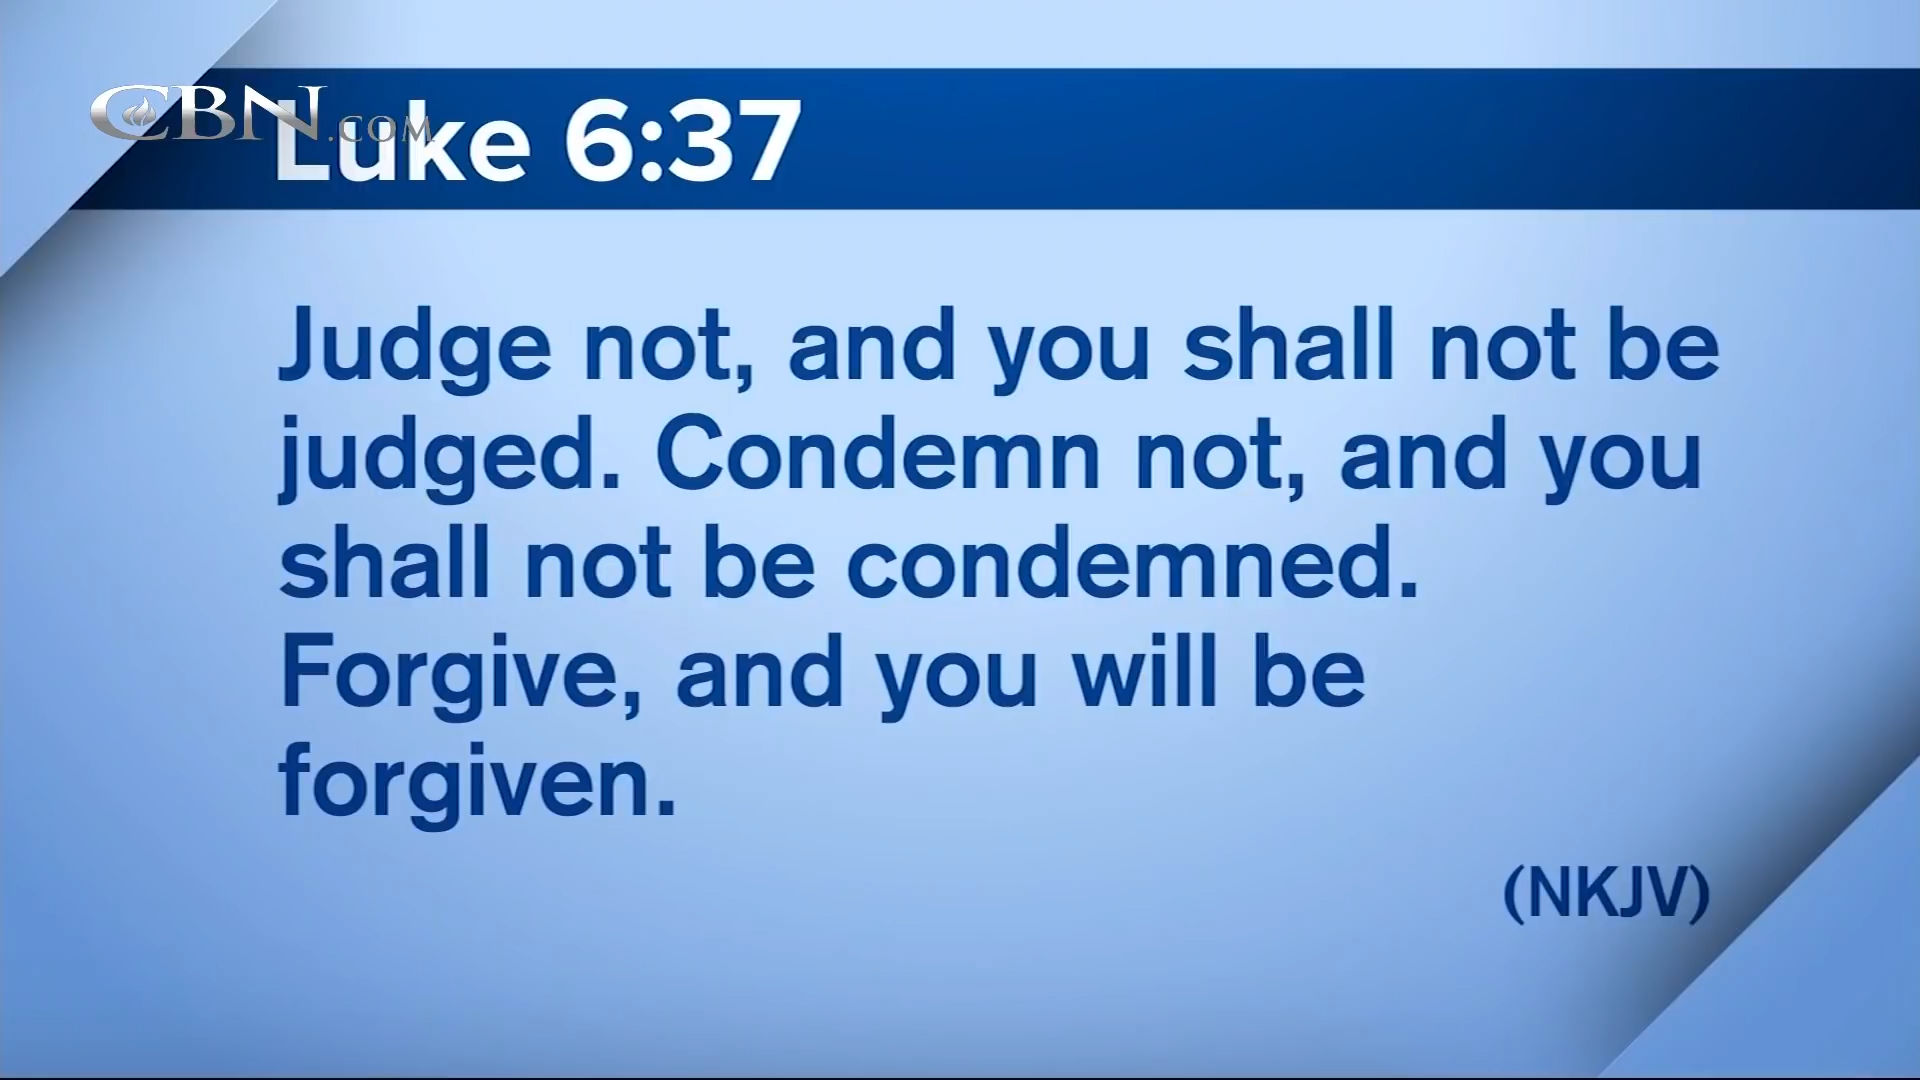 CBN.COM
Luke 6:37
Judge not, and you shall not be
judged. Condemn not, and you
shall not be condemned.
Forgive, and you will be
forgiven.
(NKJV)